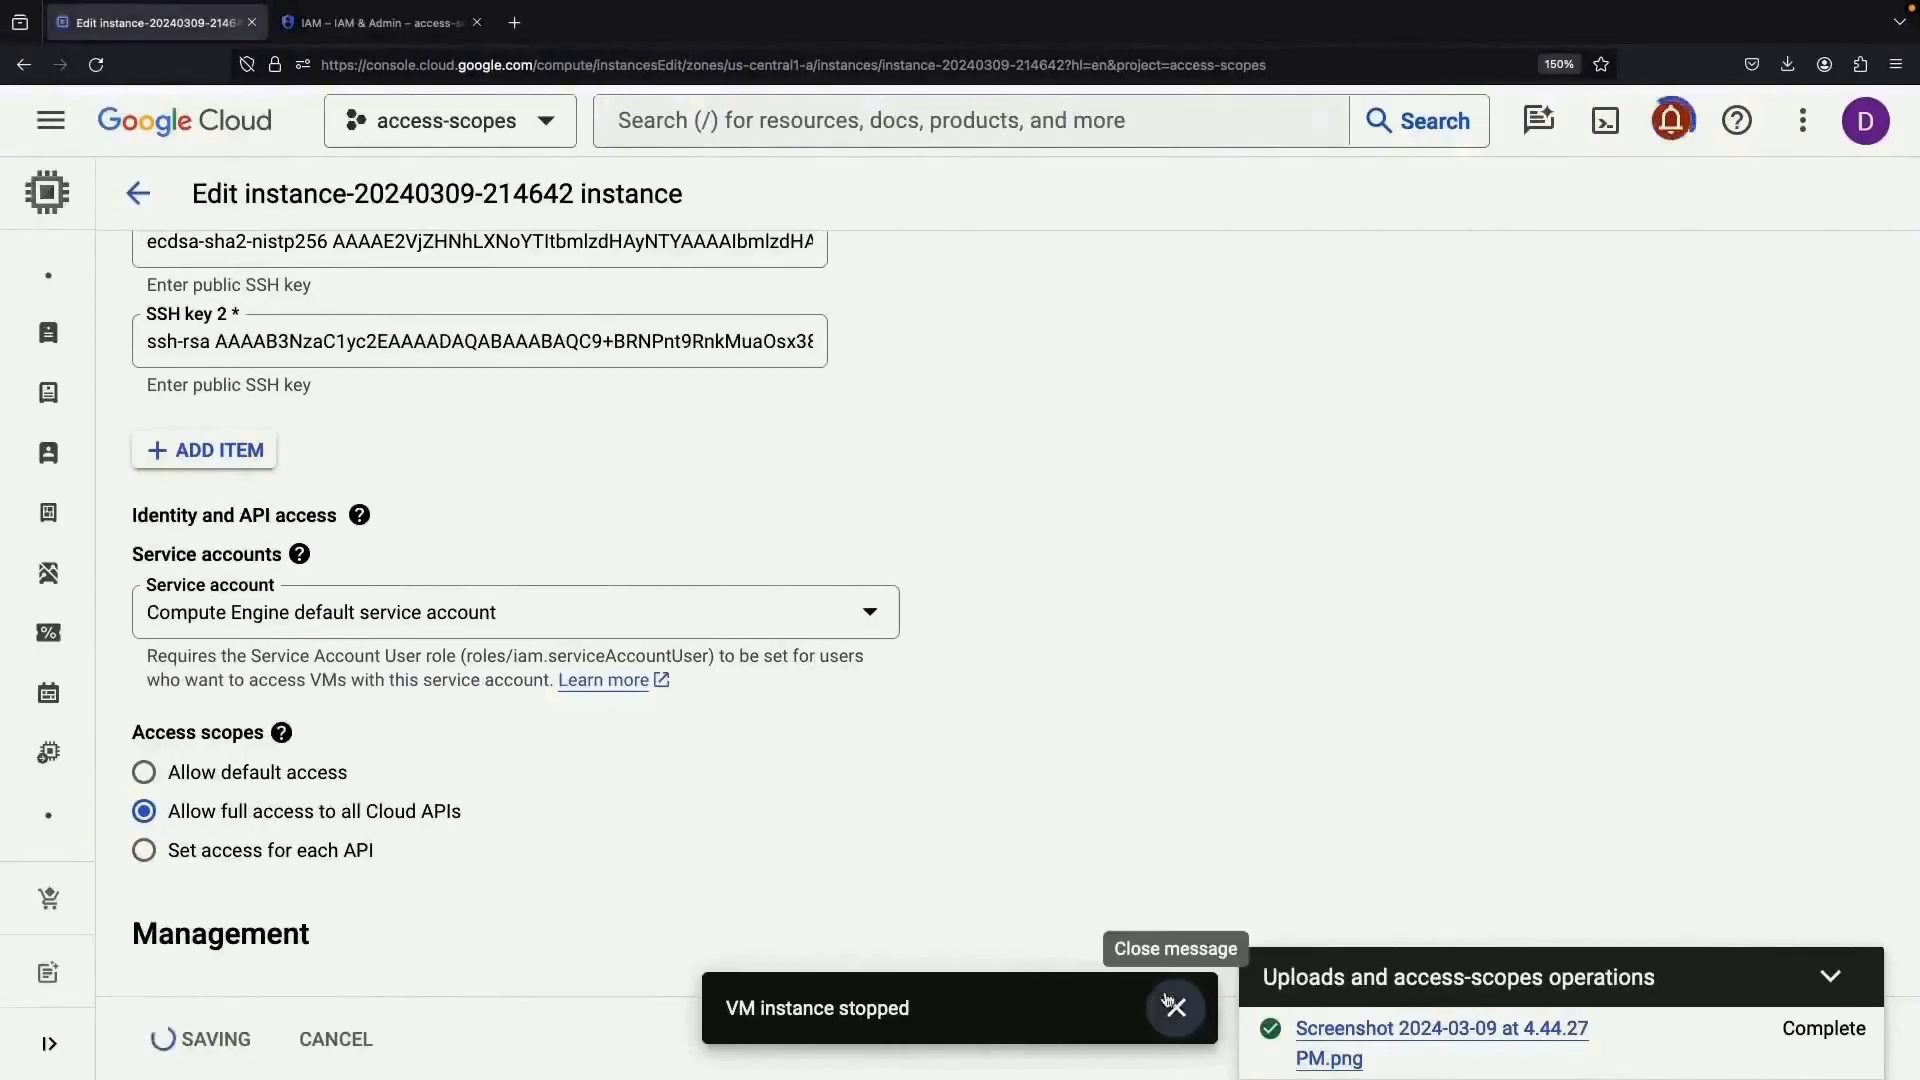 Edit instance-20240309-2146
IAM – IAM & Admin – access-s
https://console.cloud.google.com/compute/instancesEdit/zones/us-central1-a/instances/instance-20240309-214642?hl=en&project=access-scopes
150%
Google Cloud
access-scopes
Search (/) for resources, docs, products, and more
Search
D
Edit instance-20240309-214642 instance
ecdsa-sha2-nistp256 AAAAE2VjZHNhLXNoYTItbmlzdHAyNTYAAAAIbmlzdHA
Enter public SSH key
SSH key 2 *
ssh-rsa AAAAB3NzaC1yc2EAAAADAQABAAABAQC9+BRNPnt9RnkMuaOsx38
Enter public SSH key
ADD ITEM
Identity and API access
Service accounts
Service account
Compute Engine default service account
Requires the Service Account User role (roles/iam.serviceAccountUser) to be set for users
who want to access VMs with this service account. Learn more
Access scopes
Allow default access
Allow full access to all Cloud APIs
Set access for each API
Management
Close message
VM instance stopped
Uploads and access-scopes operations
Screenshot 2024-03-09 at 4.44.27
PM.png
Complete
SAVING
CANCEL